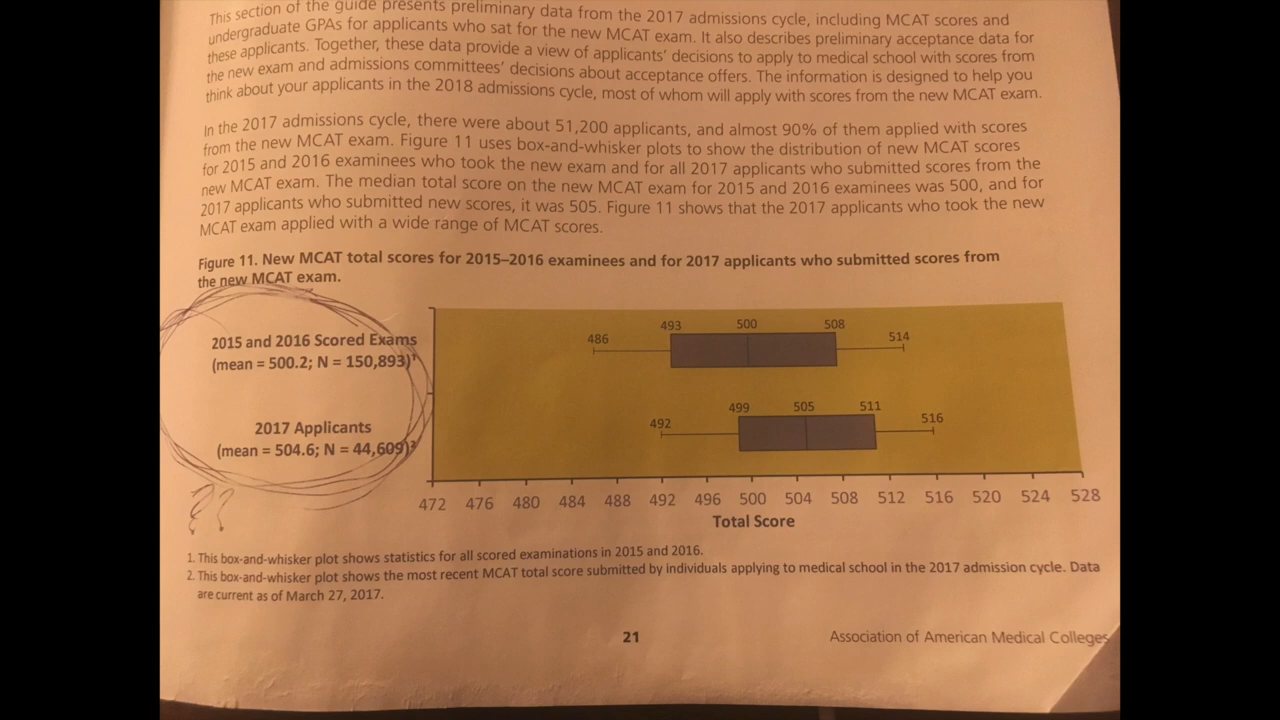 This section of the guide presents preliminary data from the 2017 admissions cycle, including MCAT scores and
undergraduate GPAs for applicants who sat for the new MCAT exam. It also describes preliminary acceptance data for
these applicants. Together, these data provide a view of applicants' decisions to apply to medical school with scores from
the new exam and admissions committees' decisions about acceptance offers. The information is designed to help you
think about your applicants in the 2018 admissions cycle, most of whom will apply with scores from the new MCAT exam.
In the 2017 admissions cycle, there were about 51,200 applicants, and almost 90% of them applied with scores
from the new MCAT exam. Figure 11 uses box-and-whisker plots to show the distribution of new MCAT scores
for 2015 and 2016 examinees who took the new exam and for all 2017 applicants who submitted scores from the
new MCAT exam. The median total score on the new MCAT exam for 2015 and 2016 examinees was 500, and for
2017 applicants who submitted new scores, it was 505. Figure 11 shows that the 2017 applicants who took the new
MCAT exam applied with a wide range of MCAT scores.
Figure 11. New MCAT total scores for 2015–2016 examinees and for 2017 applicants who submitted scores from
the new MCAT exam.
2015 and 2016 Scored Exams
(mean = 500.2; N = 150,893)¹
486 493 500 508 514
2017 Applicants
(mean = 504.6; N = 44,609)²
492 499 505 511 516
??
472 476 480 484 488 492 496 500 504 508 512 516 520 524 528
Total Score
1. This box-and-whisker plot shows statistics for all scored examinations in 2015 and 2016.
2. This box-and-whisker plot shows the most recent MCAT total score submitted by individuals applying to medical school in the 2017 admission cycle. Data
are current as of March 27, 2017.
21 Association of American Medical Colleges